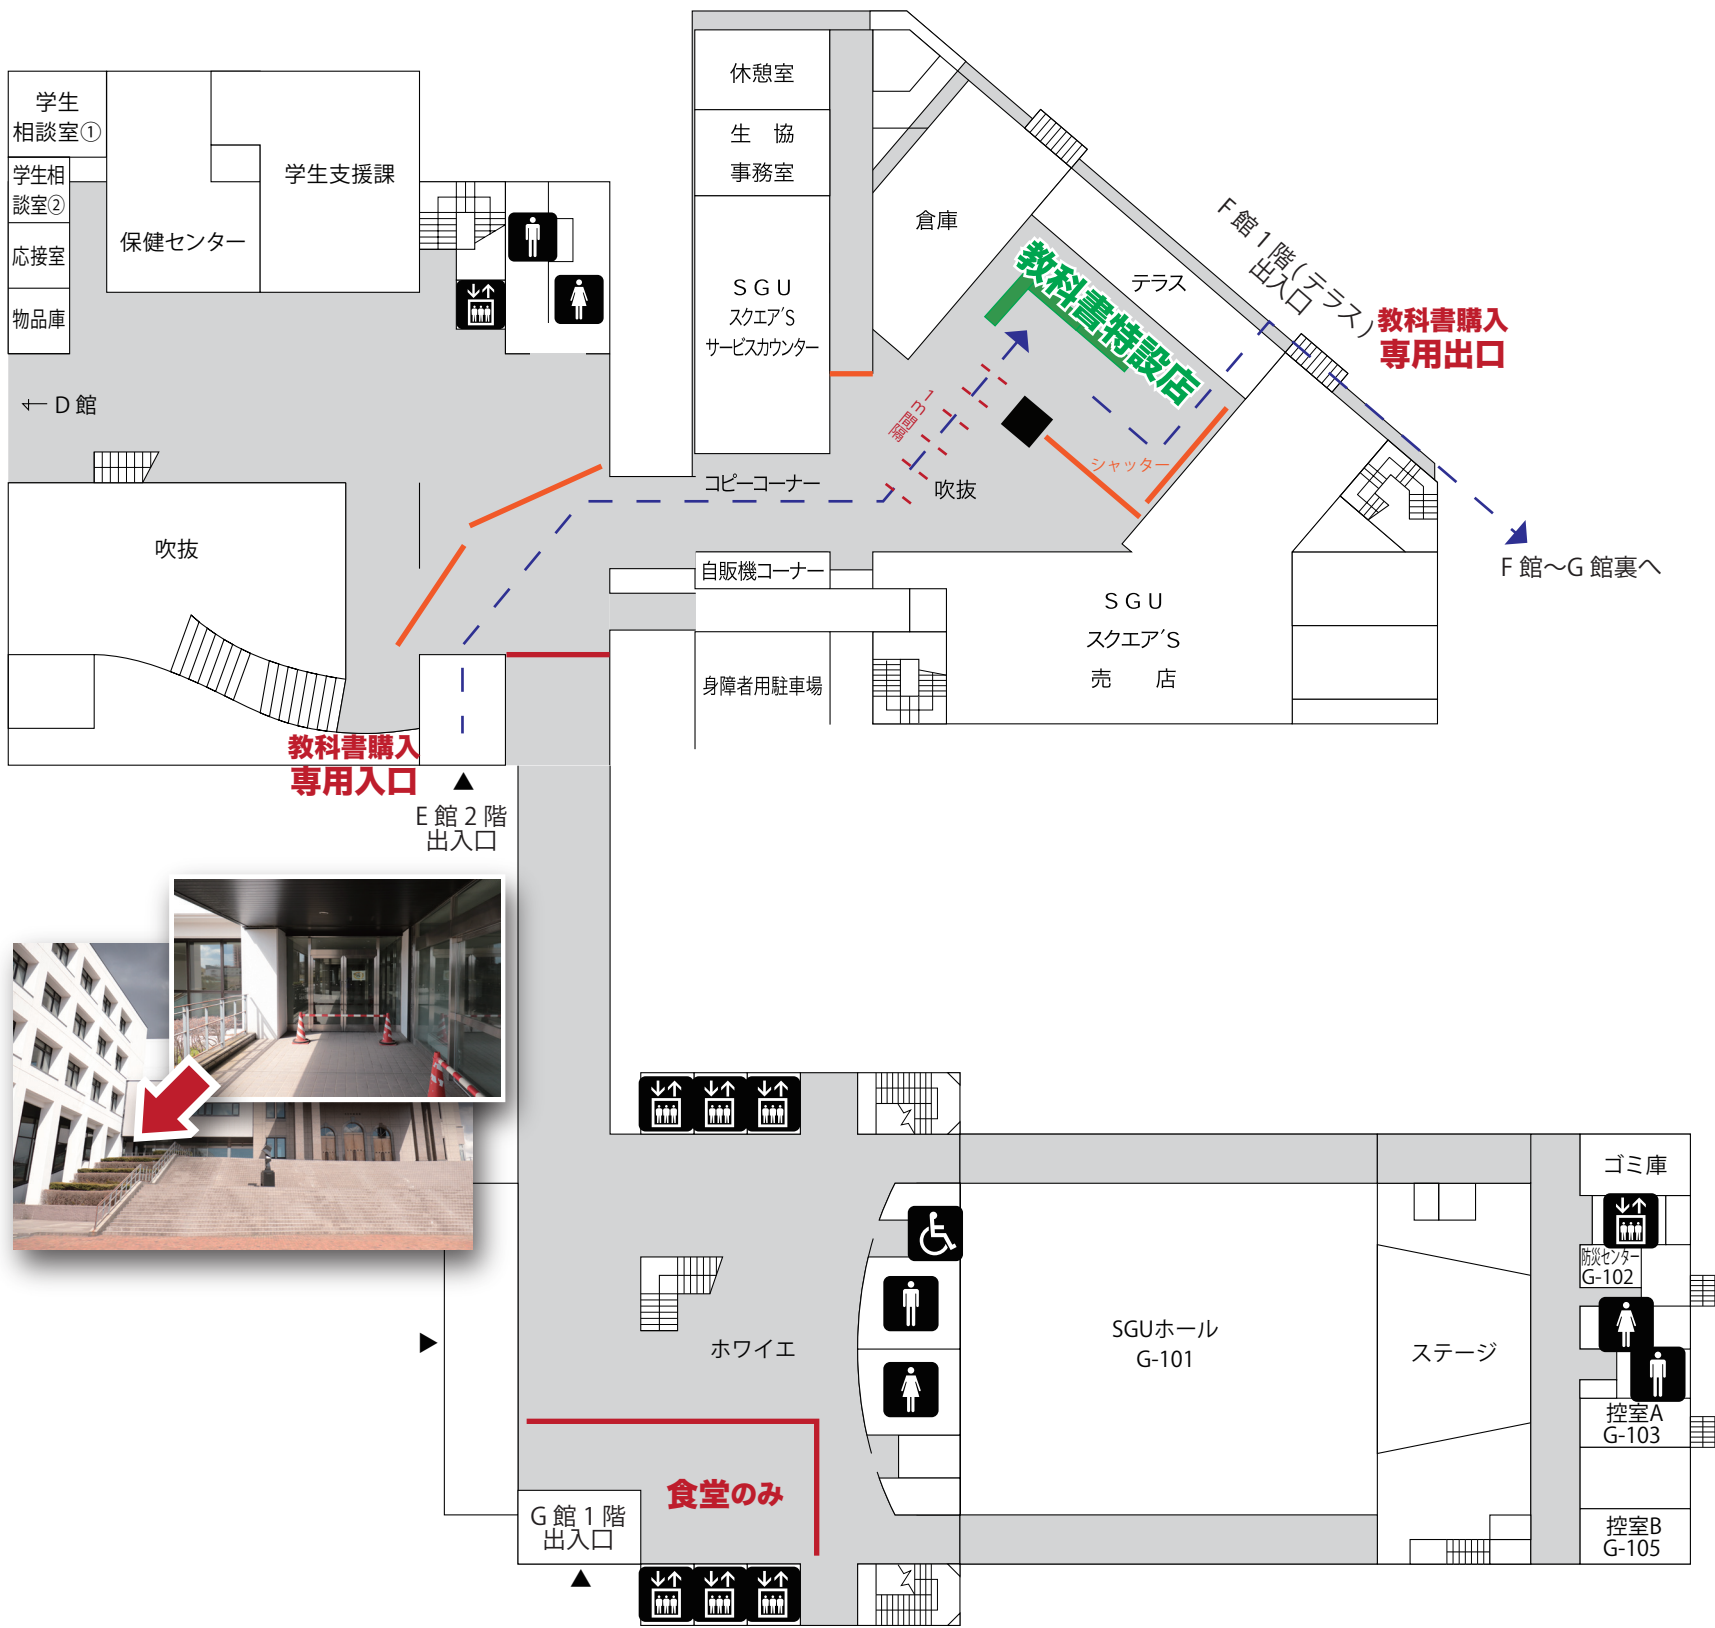 学生
相談室①
学生相
談室②
応接室
物品庫
保健センター
学生支援課
休憩室
生　協
事務室
SGU
スクエア'S
サービスカウンター
倉庫
教科書特設店
テラス
F館1階(テラス)
出入口
教科書購入
専用出口
←D館
1m間隔
シャッター
コピーコーナー
吹抜
吹抜
自販機コーナー
F館～G館裏へ
SGU
スクエア'S
売　店
身障者用駐車場
教科書購入
専用入口
E館2階
出入口
ゴミ庫
防災センター
G-102
ホワイエ
SGUホール
G-101
ステージ
控室A
G-103
食堂のみ
G館1階
出入口
控室B
G-105